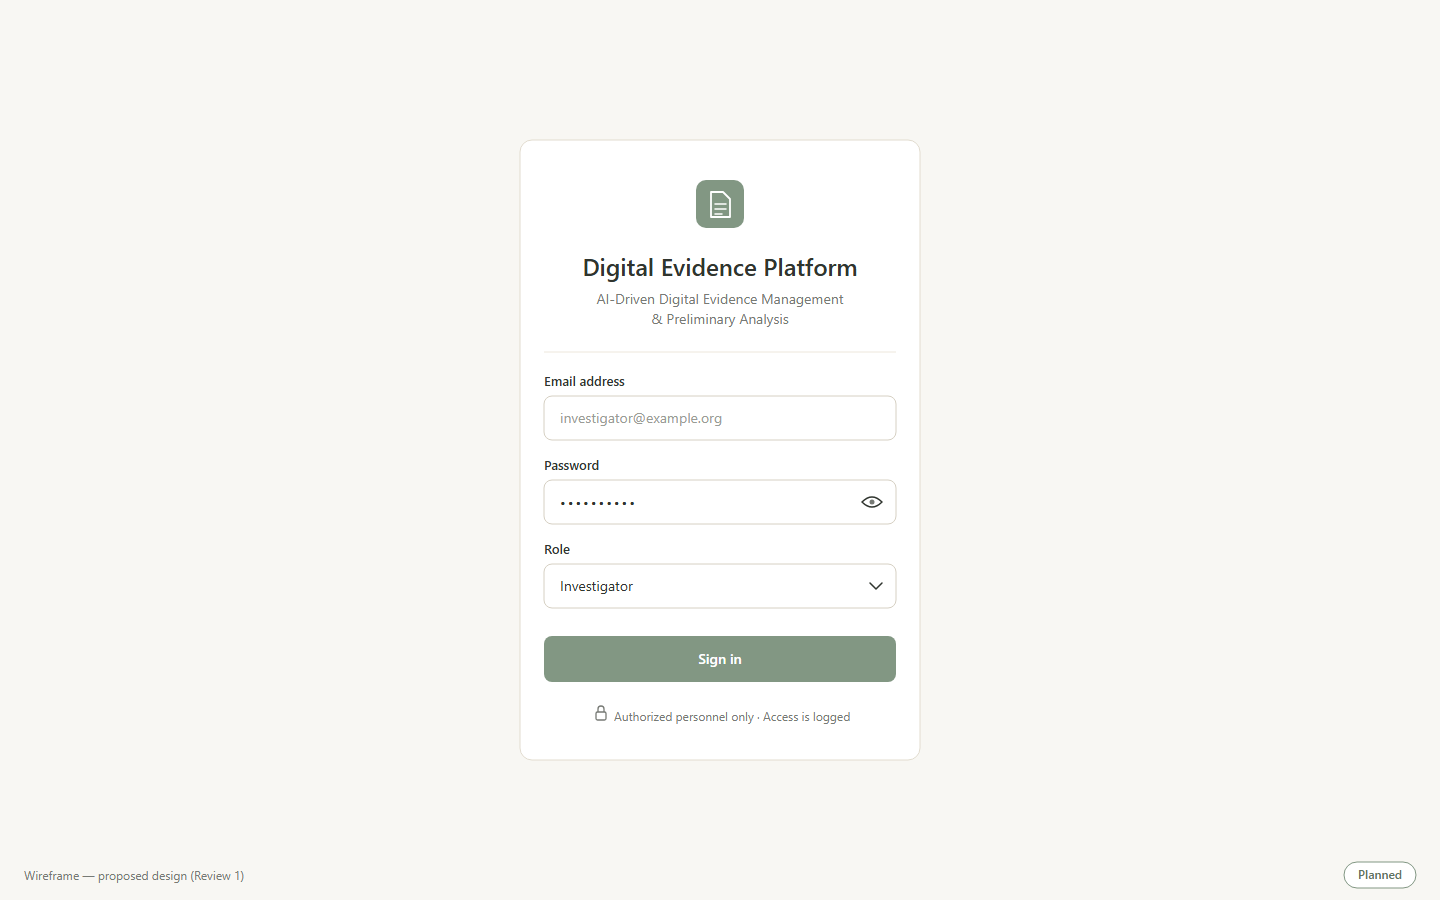 Digital Evidence Platform
AI-Driven Digital Evidence Management
& Preliminary Analysis
Email address
investigator@example.org
Password
••••••••••
Role
Investigator
Sign in
Authorized personnel only · Access is logged
Wireframe — proposed design (Review 1)
Planned